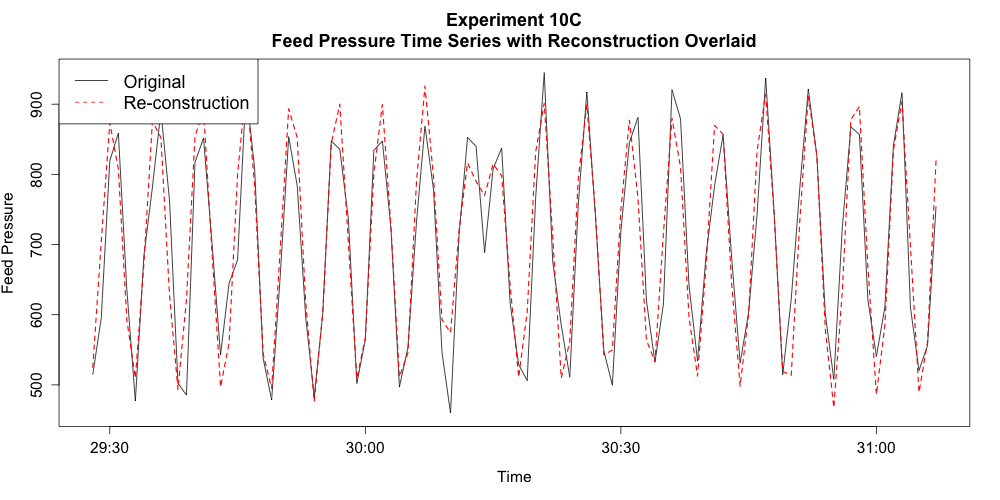 Experiment 10C
Feed Pressure Time Series with Reconstruction Overlaid
Original
Re-construction
Feed Pressure
900
800
700
600
500
29:30
30:00
30:30
31:00
Time